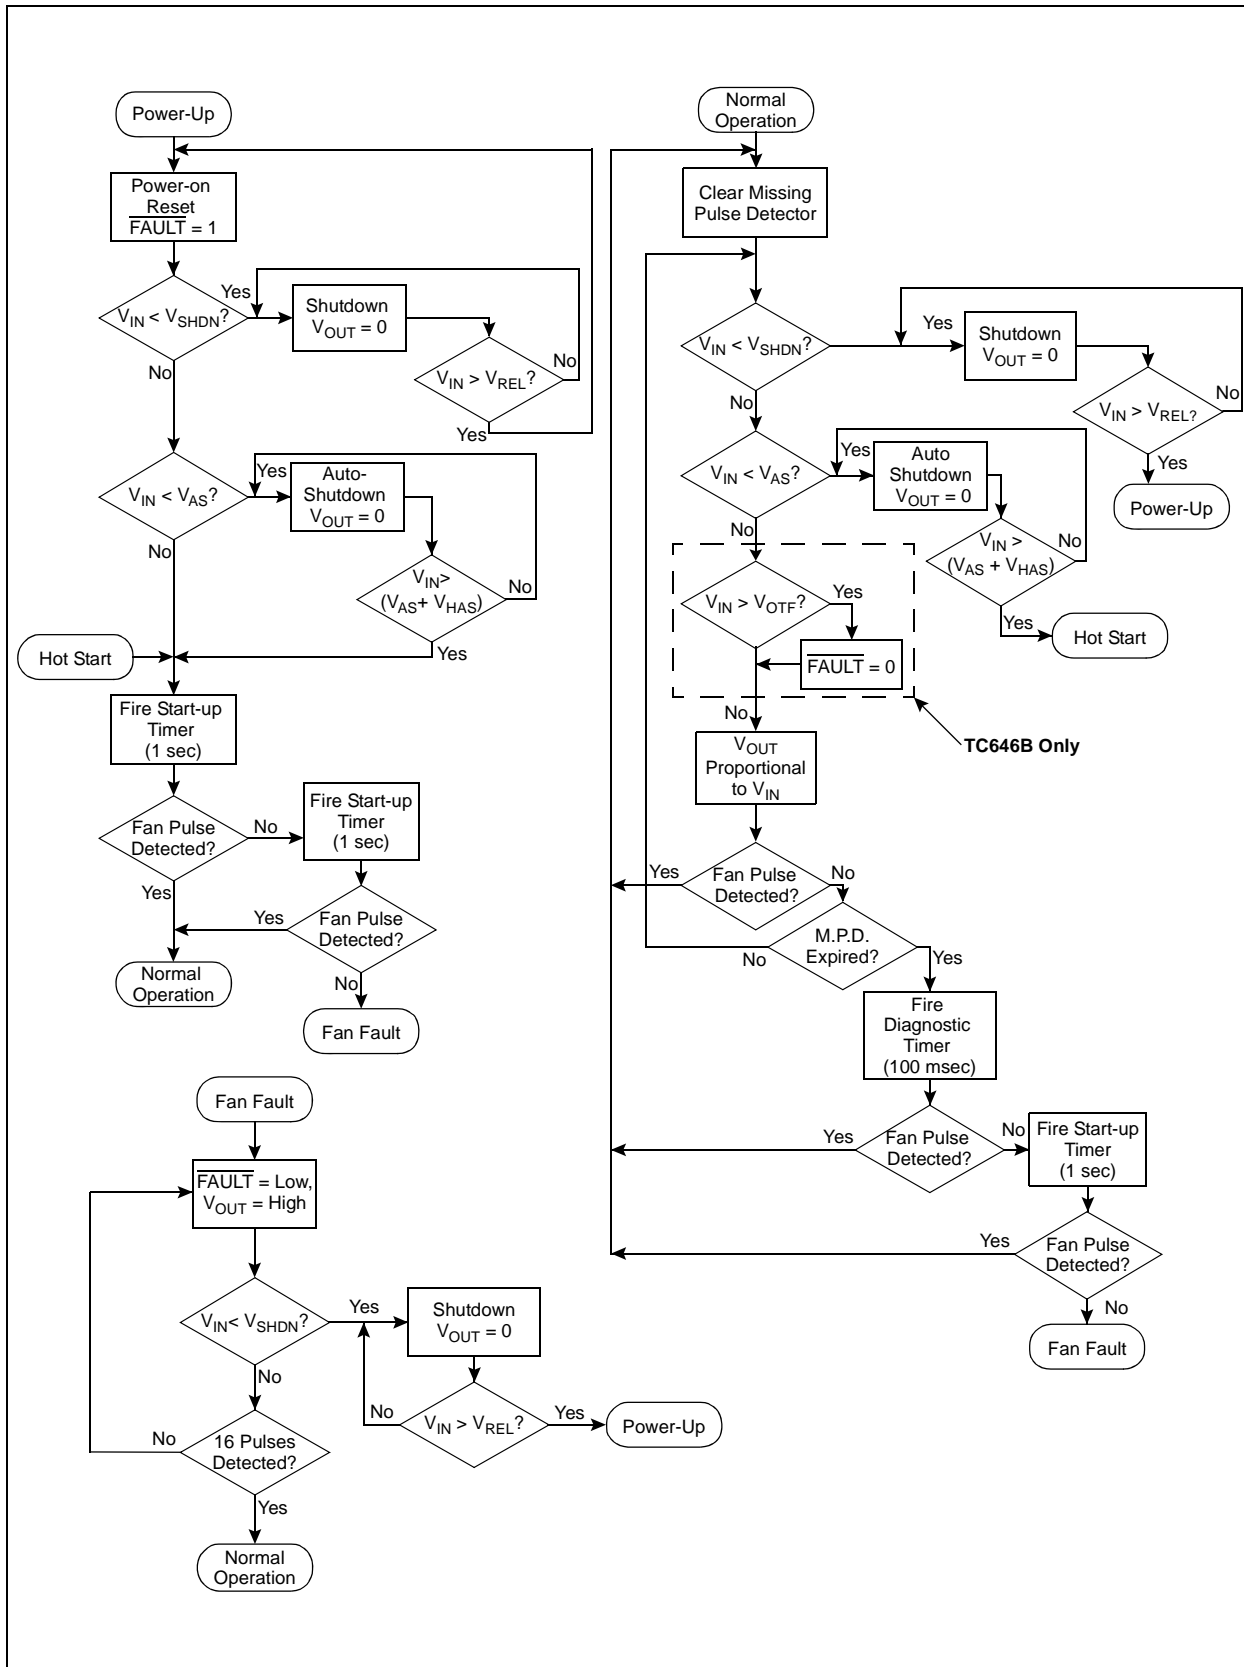 Power-Up
Power-on
Reset
FAULT = 1
VIN < VSHDN?
Yes
Shutdown
VOUT = 0
No
VIN > VREL?
No
Yes
VIN < VAS?
Yes
Auto-
Shutdown
VOUT = 0
No
VIN>
(VAS+ VHAS)
No
Yes
Hot Start
Fire Start-up
Timer
(1 sec)
Fan Pulse
Detected?
No
Fire Start-up
Timer
(1 sec)
Yes
Yes
Fan Pulse
Detected?
Normal
Operation
No
Fan Fault
Fan Fault
FAULT = Low,
VOUT = High
VIN< VSHDN?
Yes
Shutdown
VOUT = 0
No
No
VIN > VREL?
Yes
Power-Up
No
16 Pulses
Detected?
Yes
Normal
Operation
Normal
Operation
Clear Missing
Pulse Detector
VIN < VSHDN?
Yes
Shutdown
VOUT = 0
No
VIN > VREL?
No
Yes
Power-Up
VIN < VAS?
Yes
Auto
Shutdown
VOUT = 0
No
VIN >
(VAS + VHAS)
No
Yes
Hot Start
VIN > VOTF?
Yes
FAULT = 0
No
TC646B Only
VOUT
Proportional
to VIN
Yes
Fan Pulse
Detected?
No
M.P.D.
Expired?
No
Yes
Fire
Diagnostic
Timer
(100 msec)
Yes
Fan Pulse
Detected?
No
Fire Start-up
Timer
(1 sec)
Yes
Fan Pulse
Detected?
No
Fan Fault